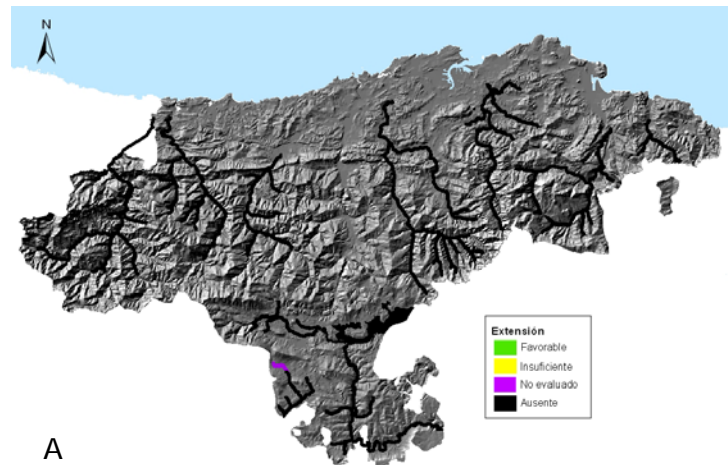 N
Extensión
Favorable
Insuficiente
No evaluado
Ausente
A